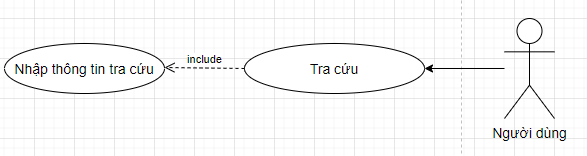 include
Nhập thông tin tra cứu
Tra cứu
Người dùng